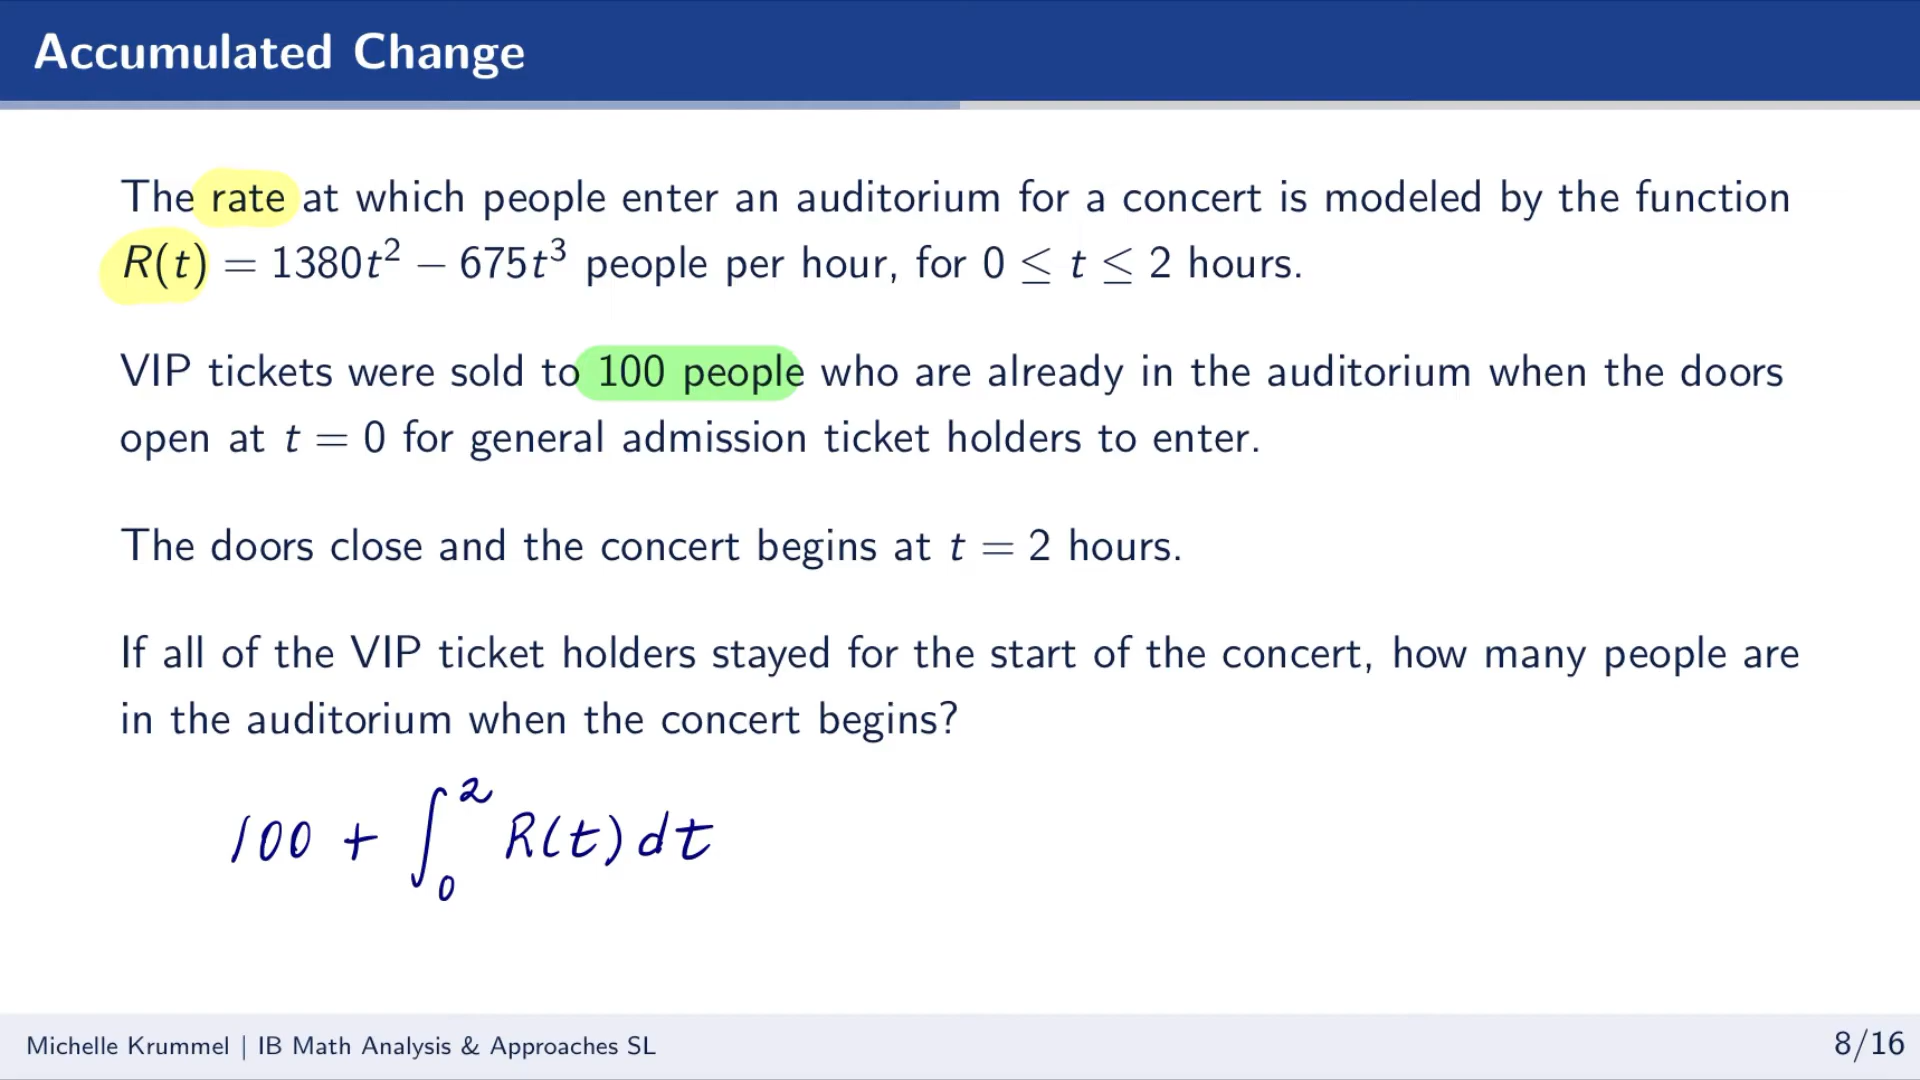 Accumulated Change
The rate at which people enter an auditorium for a concert is modeled by the function
R(t) = 1380t² − 675t³ people per hour, for 0 ≤ t ≤ 2 hours.
VIP tickets were sold to 100 people who are already in the auditorium when the doors
open at t = 0 for general admission ticket holders to enter.
The doors close and the concert begins at t = 2 hours.
If all of the VIP ticket holders stayed for the start of the concert, how many people are
in the auditorium when the concert begins?
100 + ∫₀² R(t) dt
Michelle Krummel | IB Math Analysis & Approaches SL
8/16